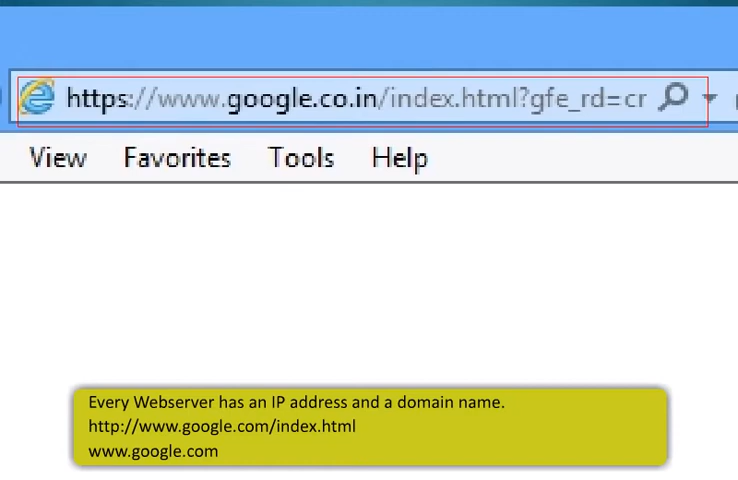 https://www.google.co.in/index.html?gfe_rd=cr
View Favorites Tools Help
Every Webserver has an IP address and a domain name.
http://www.google.com/index.html
www.google.com